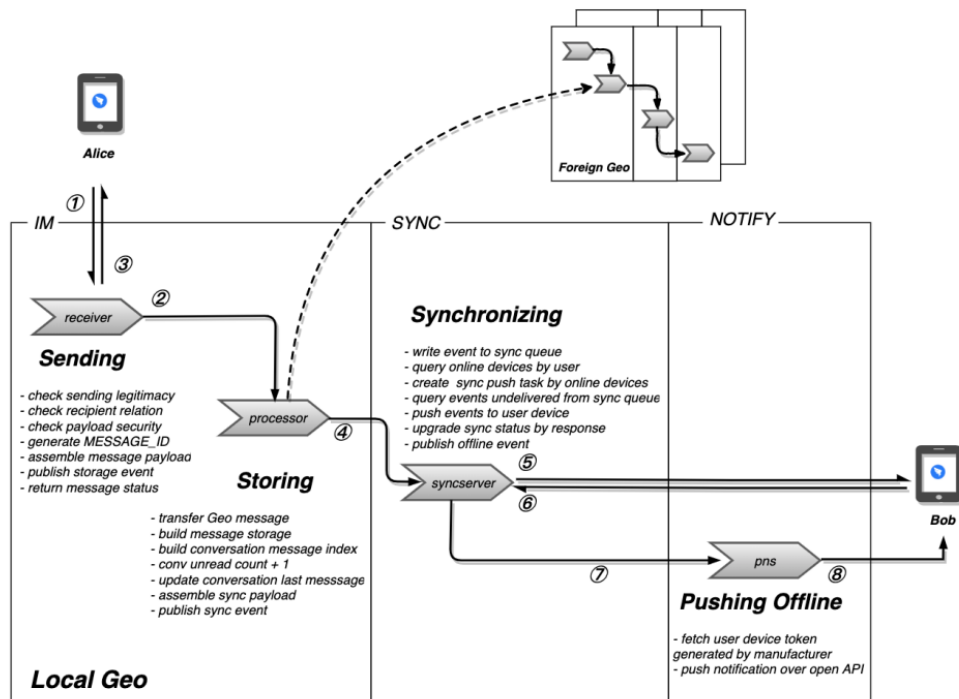 Alice
Foreign Geo
①
IM
SYNC
NOTIFY
③
②
receiver
Sending
- check sending legitimacy
- check recipient relation
- check payload security
- generate MESSAGE_ID
- assemble message payload
- publish storage event
- return message status
processor
④
Storing
- transfer Geo message
- build message storage
- build conversation message index
- conv unread count + 1
- update conversation last messsage
- assemble sync payload
- publish sync event
Synchronizing
- write event to sync queue
- query online devices by user
- create sync push task by online devices
- query events undelivered from sync queue
- push events to user device
- upgrade sync status by response
- publish offline event
syncserver
⑤
⑥
Bob
⑦
pns
⑧
Pushing Offline
- fetch user device token
generated by manufacturer
- push notification over open API
Local Geo